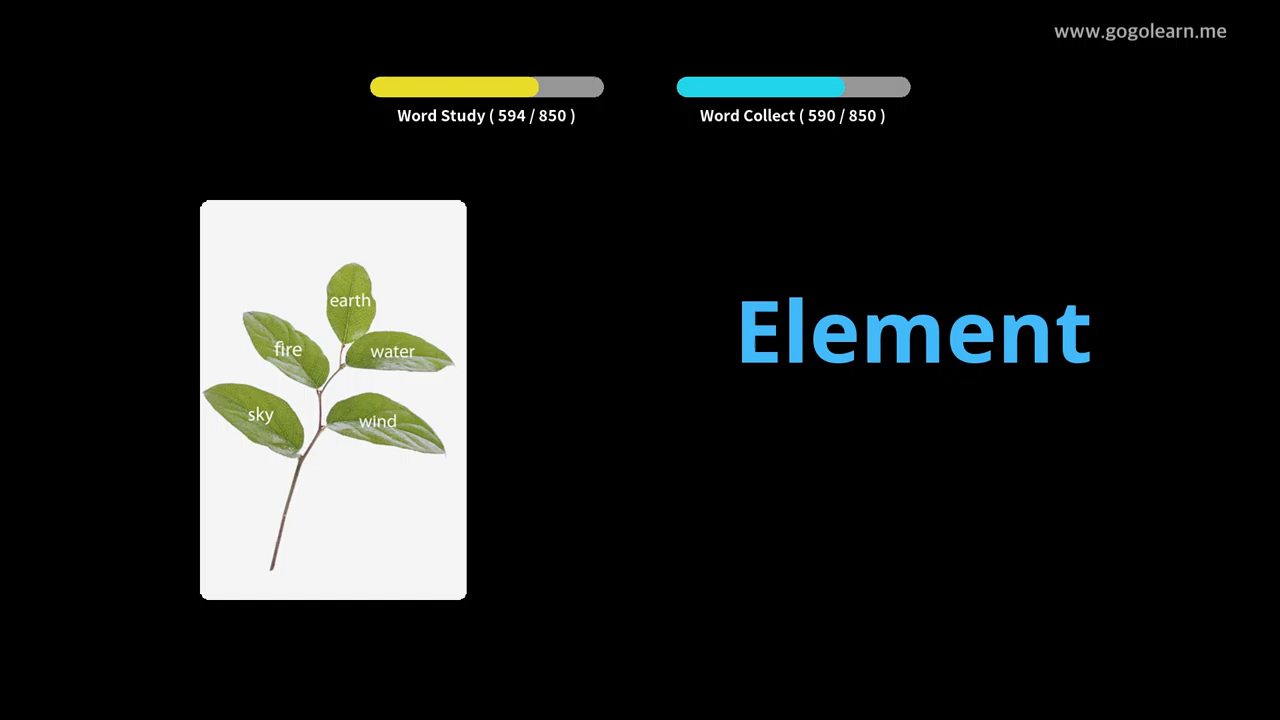 www.gogolearn.me
Word Study ( 594 / 850 )
Word Collect ( 590 / 850 )
earth
fire
water
sky
wind
Element